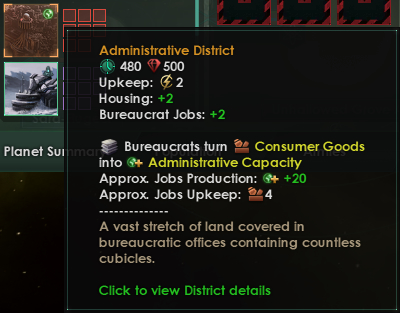 Administrative District
480 500
Upkeep: 2
Housing: +2
Bureaucrat Jobs: +2
Bureaucrats turn Consumer Goods
into Administrative Capacity
Approx. Jobs Production: +20
Approx. Jobs Upkeep: 4
--------------
A vast stretch of land covered in
bureaucratic offices containing countless
cubicles.
Click to view District details
Planet Summ